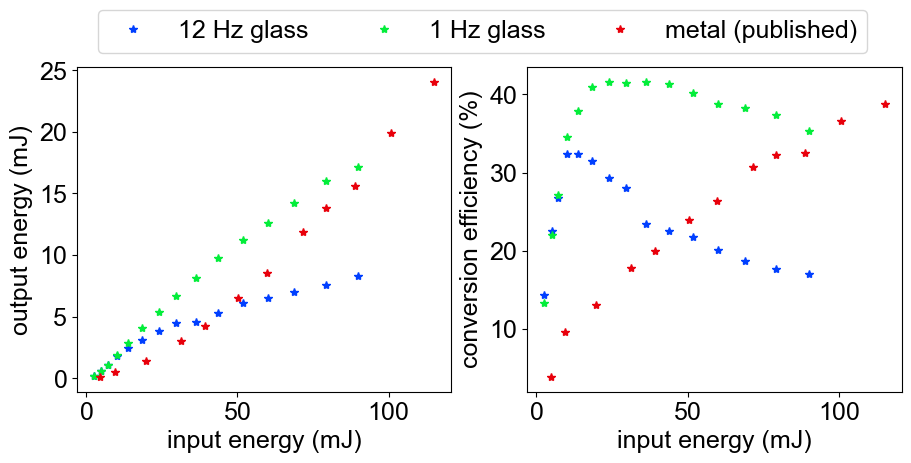 12 Hz glass 1 Hz glass metal (published)
output energy (mJ)
25
20
15
10
5
0
0 50 100
input energy (mJ)
conversion efficiency (%)
40
30
20
10
0 50 100
input energy (mJ)